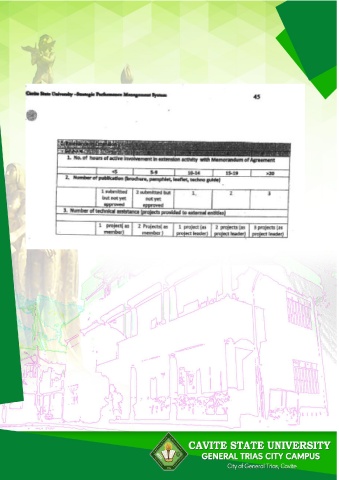 Cavite State University -Strategic Performance Management System 45
1. No. of hours of active involvement in extension activity with Memorandum of Agreement
<5 5-9 10-14 15-19 >20
2. Number of publication (brochure, pamphlet, leaflet, techno guide)
1 submitted but not yet approved 2 submitted but not yet approved 1 2 3
3. Number of technical assistance (projects provided to external entities)
1 project( as member) 2 Projects( as member ) 1 project (as project leader) 2 projects (as project leader) 3 projects (as project leader)
CAVITE STATE UNIVERSITY
GENERAL TRIAS CITY CAMPUS
City of General Trias, Cavite